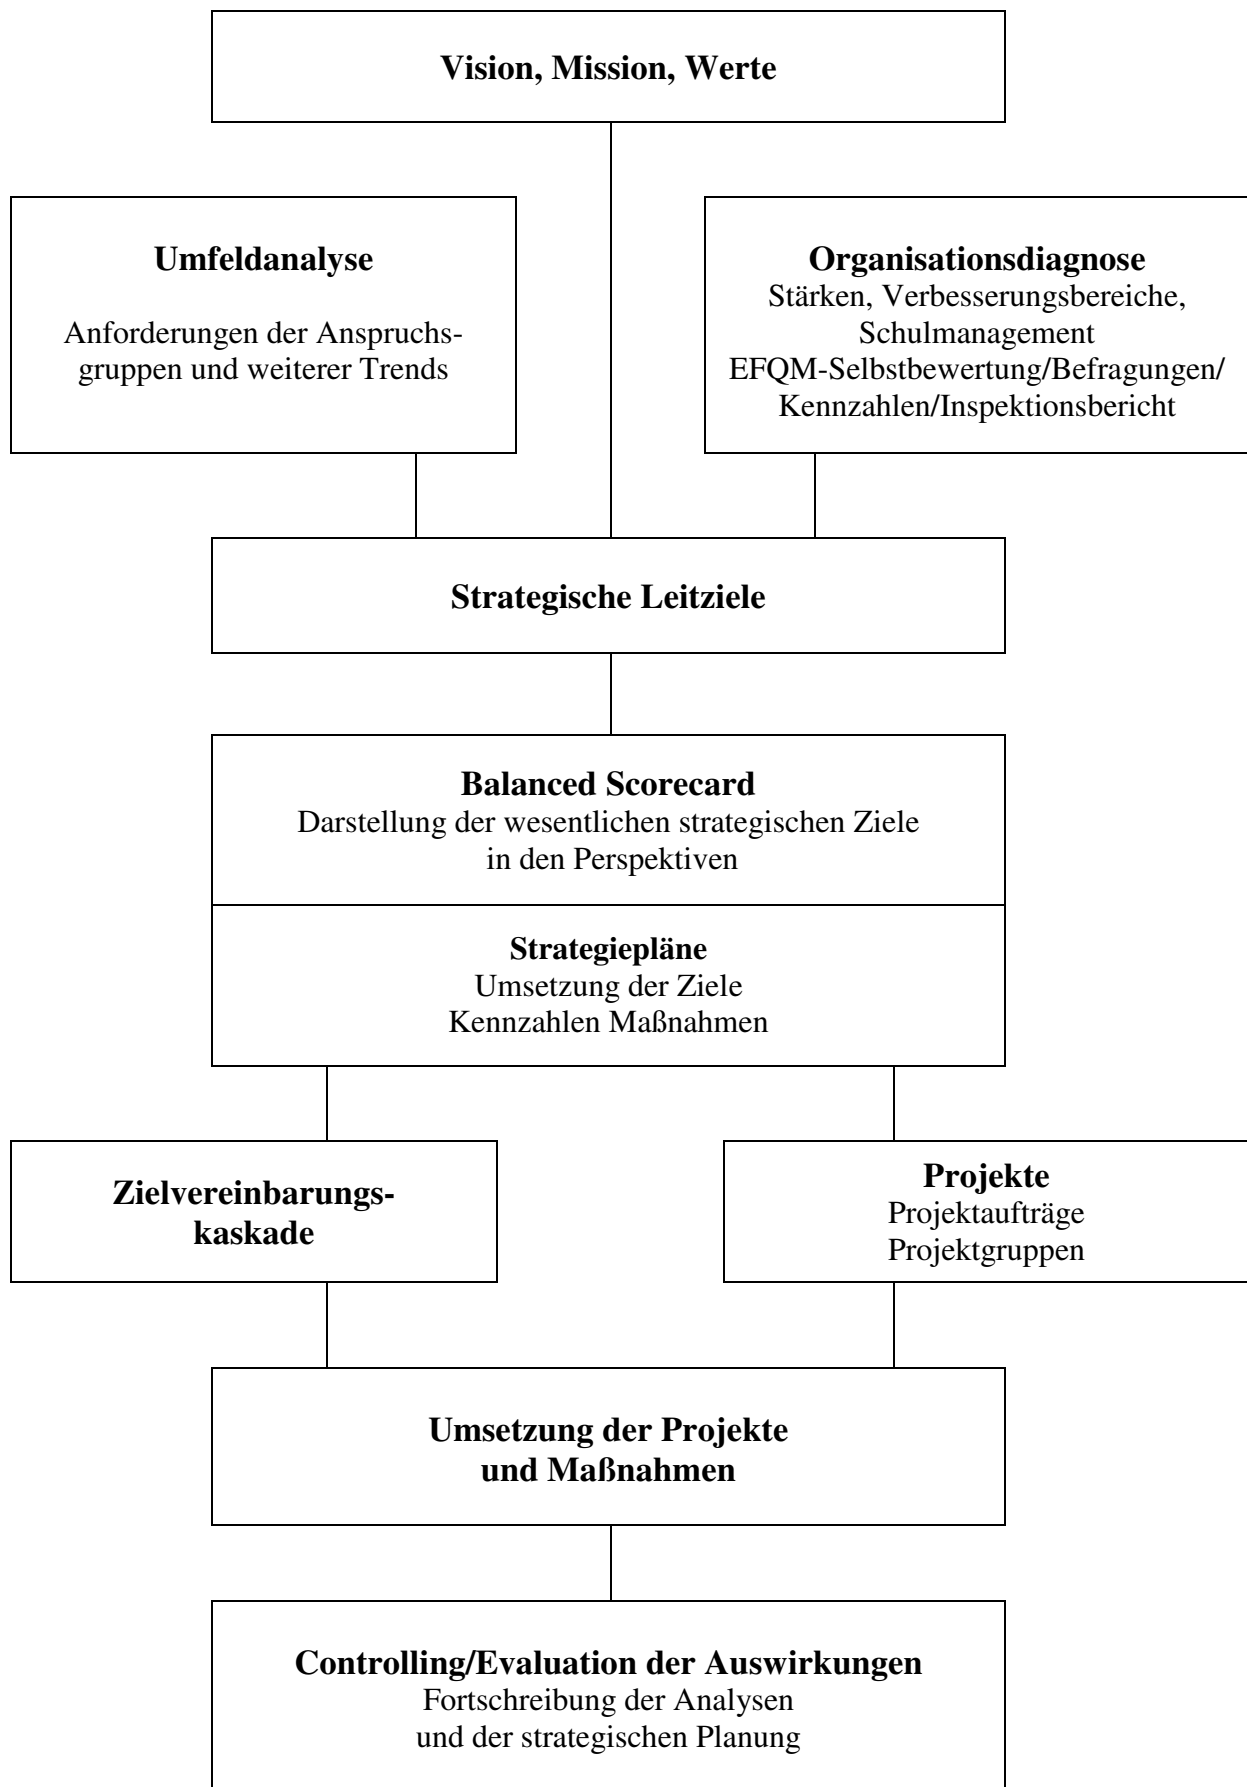 Vision, Mission, Werte
Umfeldanalyse
Anforderungen der Anspruchs-
gruppen und weiterer Trends
Organisationsdiagnose
Stärken, Verbesserungsbereiche,
Schulmanagement
EFQM-Selbstbewertung/Befragungen/
Kennzahlen/Inspektionsbericht
Strategische Leitziele
Balanced Scorecard
Darstellung der wesentlichen strategischen Ziele
in den Perspektiven
Strategiepläne
Umsetzung der Ziele
Kennzahlen Maßnahmen
Zielvereinbarungs-
kaskade
Projekte
Projektaufträge
Projektgruppen
Umsetzung der Projekte
und Maßnahmen
Controlling/Evaluation der Auswirkungen
Fortschreibung der Analysen
und der strategischen Planung